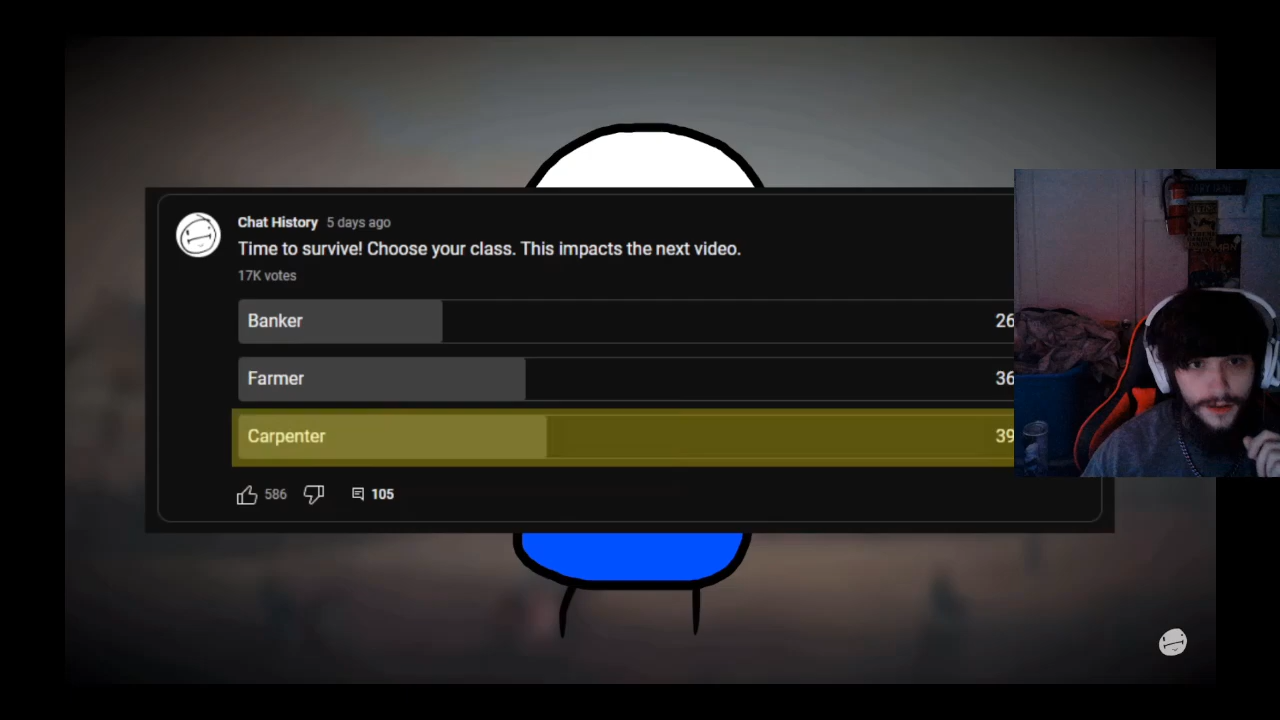 Chat History 5 days ago
Time to survive! Choose your class. This impacts the next video.
17K votes
Banker 26
Farmer 36
Carpenter 39
586 105